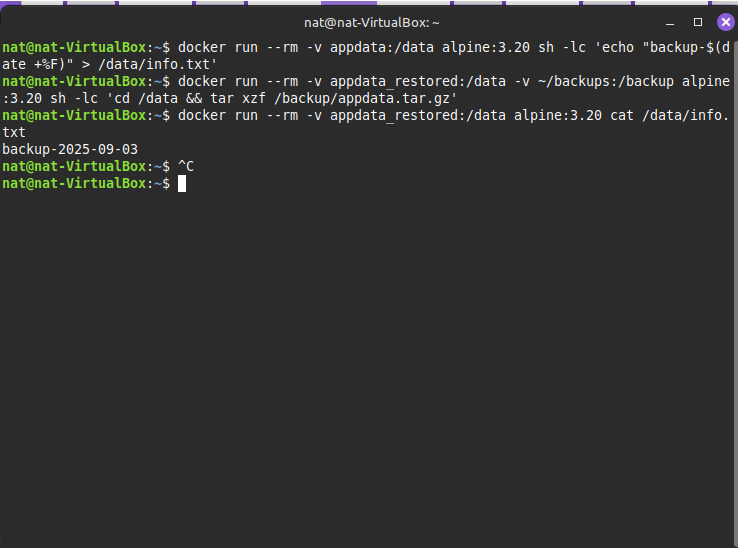 nat@nat-VirtualBox: ~
nat@nat-VirtualBox:~$ docker run --rm -v appdata:/data alpine:3.20 sh -lc 'echo "backup-$(d
ate +%F)" > /data/info.txt'
nat@nat-VirtualBox:~$ docker run --rm -v appdata_restored:/data -v ~/backups:/backup alpine
:3.20 sh -lc 'cd /data && tar xzf /backup/appdata.tar.gz'
nat@nat-VirtualBox:~$ docker run --rm -v appdata_restored:/data alpine:3.20 cat /data/info.
txt
backup-2025-09-03
nat@nat-VirtualBox:~$ ^C
nat@nat-VirtualBox:~$